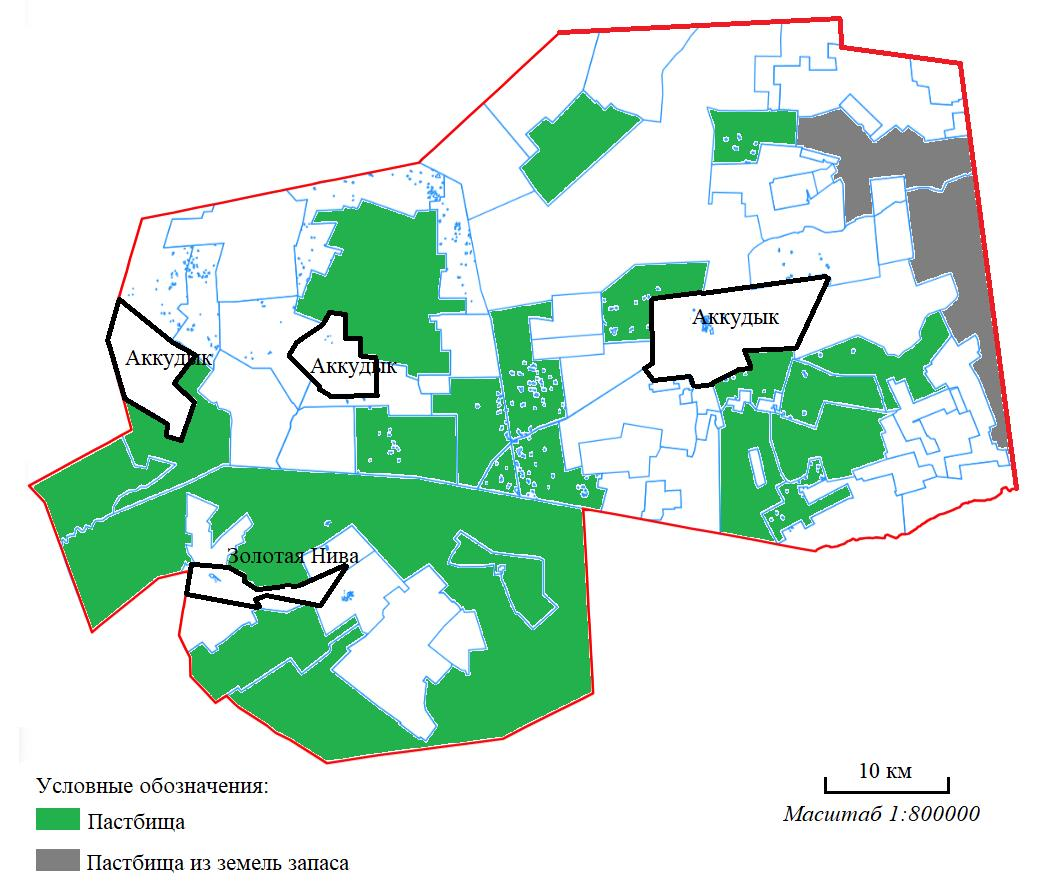 Аккудык
Аккудык
Аккудык
Золотая Нива
Условные обозначения:
Пастбища
Пастбища из земель запаса
10 км
Масштаб 1:800000